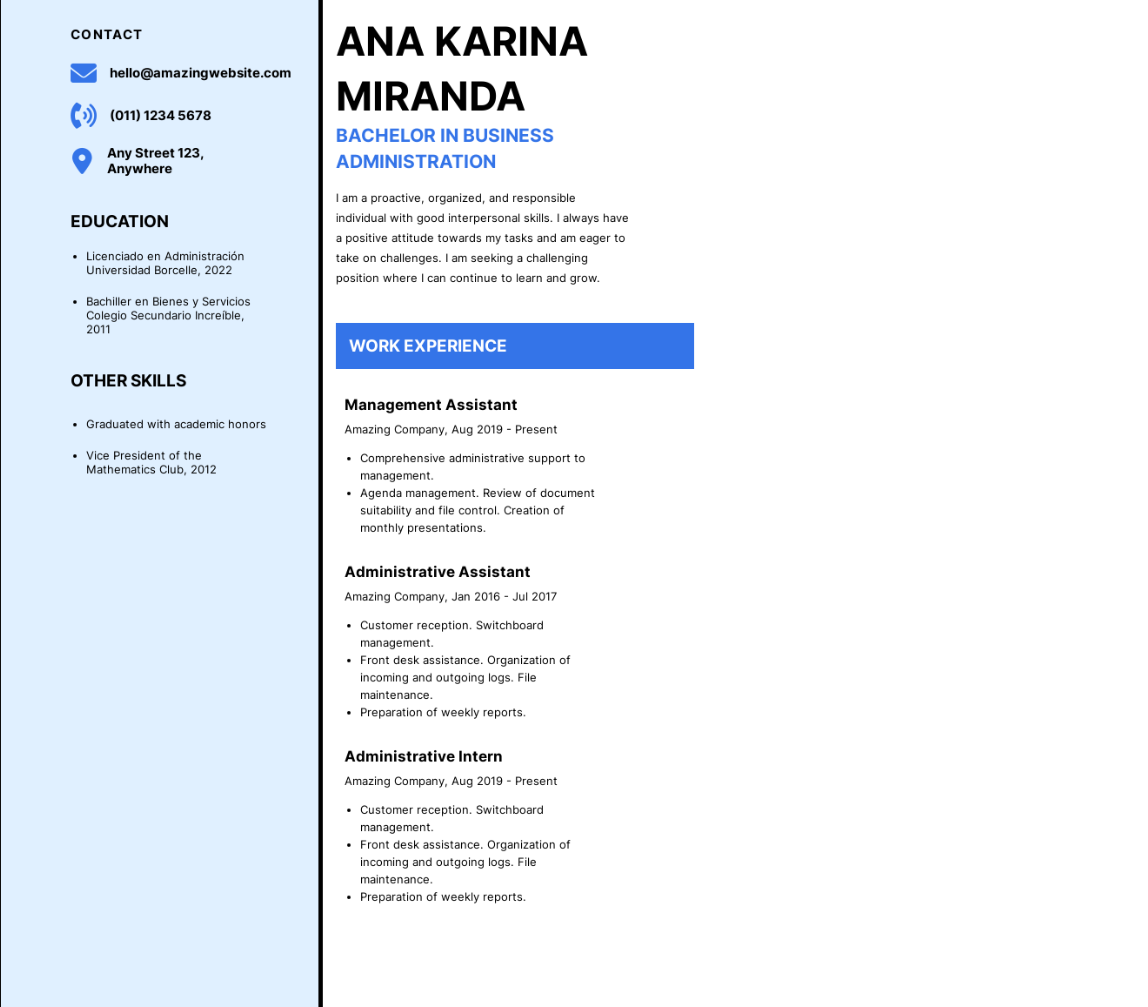 CONTACT
hello@amazingwebsite.com
(011) 1234 5678
Any Street 123,
Anywhere
EDUCATION
• Licenciado en Administración
Universidad Borcelle, 2022
• Bachiller en Bienes y Servicios
Colegio Secundario Increíble,
2011
OTHER SKILLS
• Graduated with academic honors
• Vice President of the
Mathematics Club, 2012
ANA KARINA
MIRANDA
BACHELOR IN BUSINESS
ADMINISTRATION
I am a proactive, organized, and responsible
individual with good interpersonal skills. I always have
a positive attitude towards my tasks and am eager to
take on challenges. I am seeking a challenging
position where I can continue to learn and grow.
WORK EXPERIENCE
Management Assistant
Amazing Company, Aug 2019 - Present
• Comprehensive administrative support to
management.
• Agenda management. Review of document
suitability and file control. Creation of
monthly presentations.
Administrative Assistant
Amazing Company, Jan 2016 - Jul 2017
• Customer reception. Switchboard
management.
• Front desk assistance. Organization of
incoming and outgoing logs. File
maintenance.
• Preparation of weekly reports.
Administrative Intern
Amazing Company, Aug 2019 - Present
• Customer reception. Switchboard
management.
• Front desk assistance. Organization of
incoming and outgoing logs. File
maintenance.
• Preparation of weekly reports.